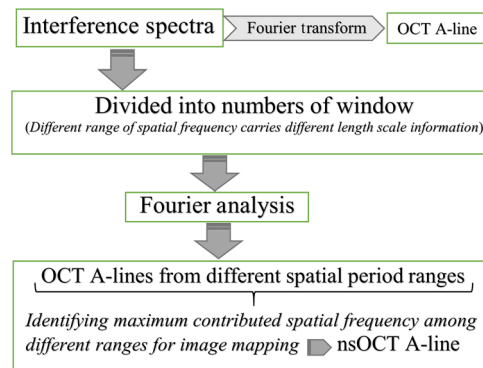 Interference spectra
Fourier transform
OCT A-line
Divided into numbers of window
(Different range of spatial frequency carries different length scale information)
Fourier analysis
OCT A-lines from different spatial period ranges
Identifying maximum contributed spatial frequency among
different ranges for image mapping nsOCT A-line